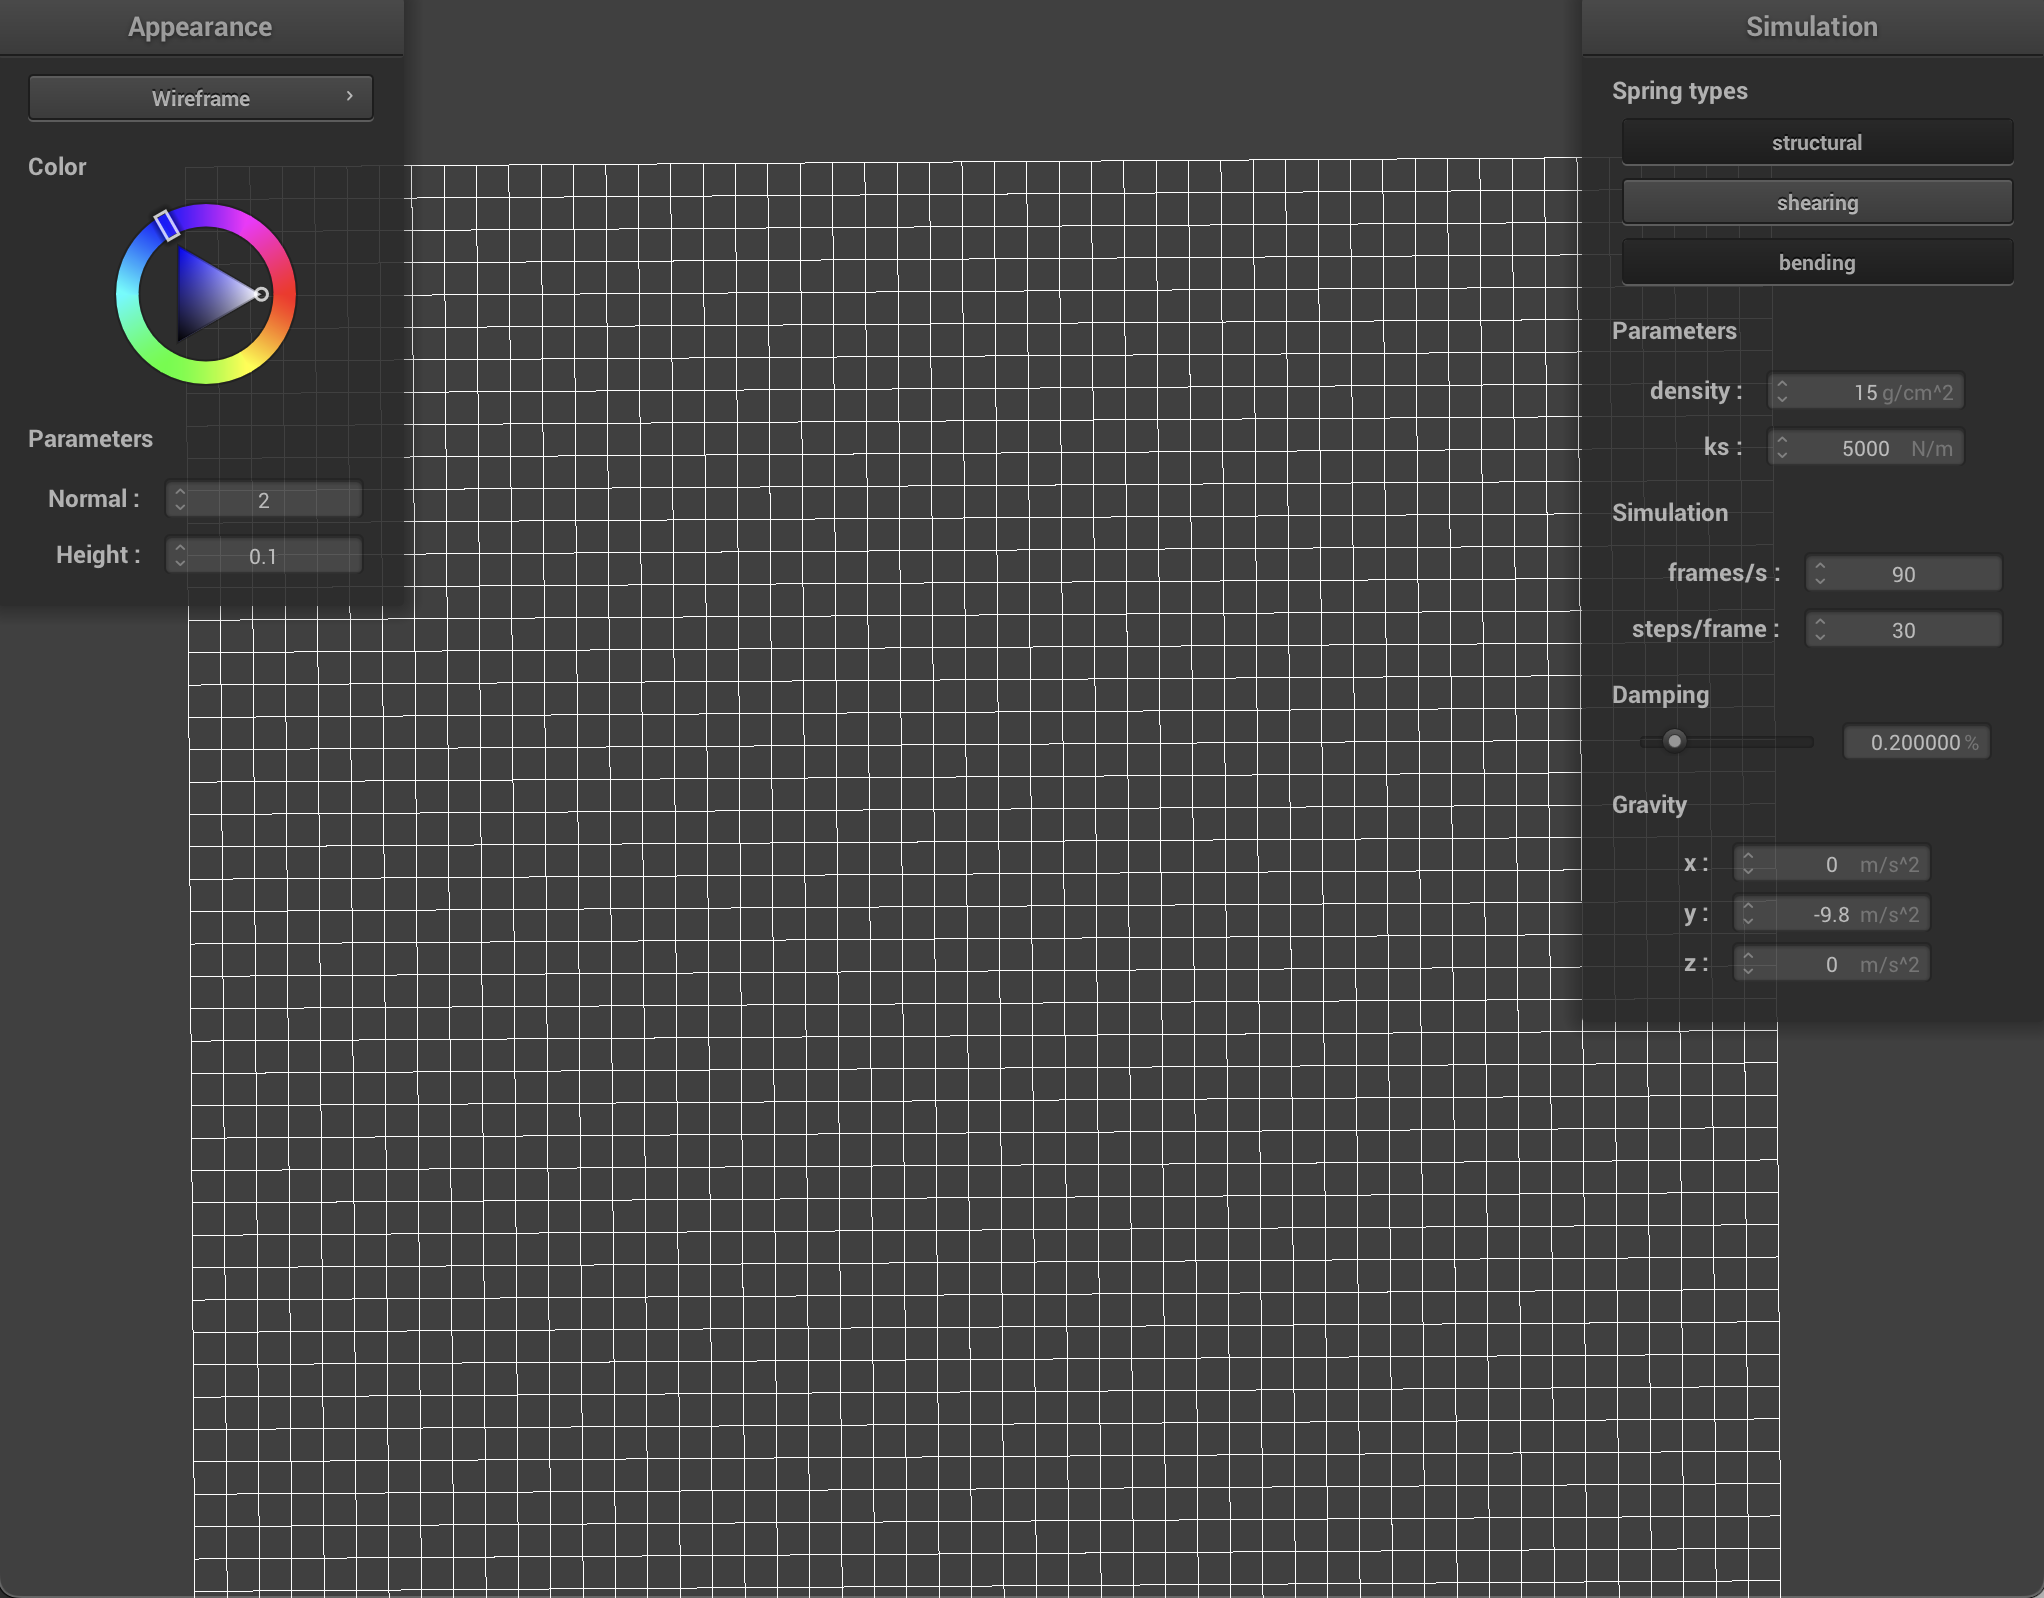 Appearance
Wireframe
Color
Parameters
Normal : 2
Height : 0.1
Simulation
Spring types
structural
shearing
bending
Parameters
density : 15 g/cm^2
ks : 5000 N/m
Simulation
frames/s : 90
steps/frame : 30
Damping
0.200000 %
Gravity
x : 0 m/s^2
y : -9.8 m/s^2
z : 0 m/s^2